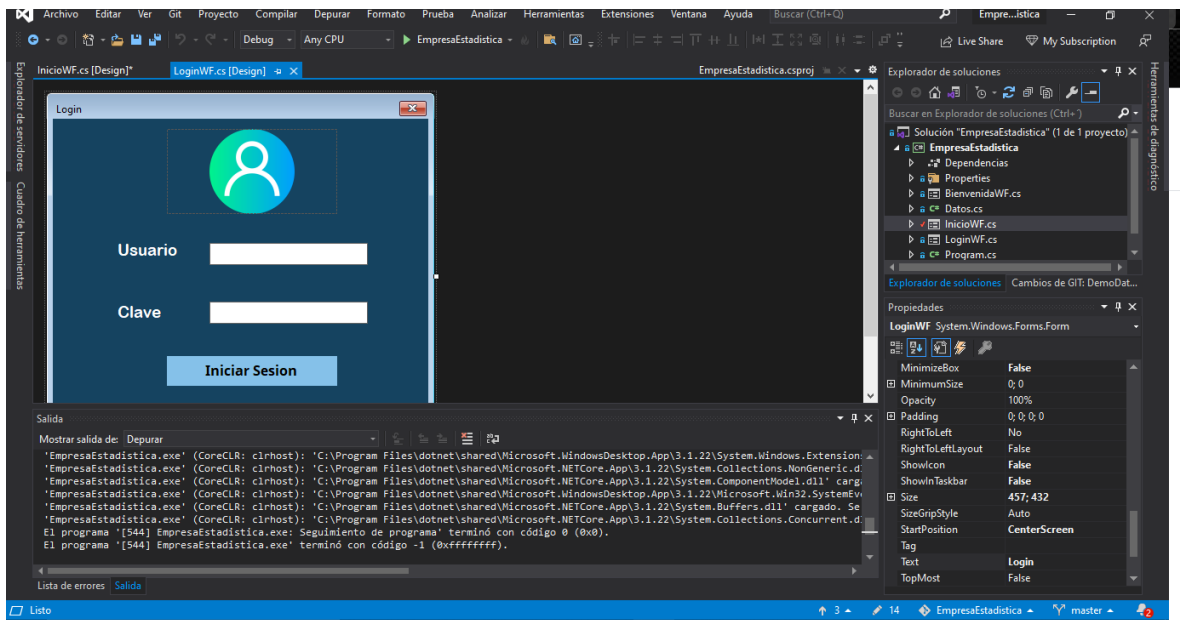 Archivo Editar Ver Git Proyecto Compilar Depurar Formato Prueba Analizar Herramientas Extensiones Ventana Ayuda Buscar (Ctrl+Q) Empre...istica
Debug Any CPU EmpresaEstadistica Live Share My Subscription
Explorador de servidores
Cuadro de herramientas
InicioWF.cs [Design]* LoginWF.cs [Design] EmpresaEstadistica.csproj
Login
Usuario
Clave
Iniciar Sesion
Salida
Mostrar salida de: Depurar
'EmpresaEstadistica.exe' (CoreCLR: clrhost): 'C:\Program Files\dotnet\shared\Microsoft.WindowsDesktop.App\3.1.22\System.Windows.Extension
'EmpresaEstadistica.exe' (CoreCLR: clrhost): 'C:\Program Files\dotnet\shared\Microsoft.NETCore.App\3.1.22\System.Collections.NonGeneric.d
'EmpresaEstadistica.exe' (CoreCLR: clrhost): 'C:\Program Files\dotnet\shared\Microsoft.NETCore.App\3.1.22\System.ComponentModel.dll' carg
'EmpresaEstadistica.exe' (CoreCLR: clrhost): 'C:\Program Files\dotnet\shared\Microsoft.WindowsDesktop.App\3.1.22\Microsoft.Win32.SystemEv
'EmpresaEstadistica.exe' (CoreCLR: clrhost): 'C:\Program Files\dotnet\shared\Microsoft.NETCore.App\3.1.22\System.Buffers.dll' cargado. Se
'EmpresaEstadistica.exe' (CoreCLR: clrhost): 'C:\Program Files\dotnet\shared\Microsoft.NETCore.App\3.1.22\System.Collections.Concurrent.d
El programa '[544] EmpresaEstadistica.exe: Seguimiento de programa' terminó con código 0 (0x0).
El programa '[544] EmpresaEstadistica.exe' terminó con código -1 (0xffffffff).
Lista de errores Salida
Explorador de soluciones
Buscar en Explorador de soluciones (Ctrl+´)
Solución "EmpresaEstadistica" (1 de 1 proyecto)
EmpresaEstadistica
Dependencias
Properties
BienvenidaWF.cs
C# Datos.cs
InicioWF.cs
LoginWF.cs
C# Program.cs
Explorador de soluciones Cambios de GIT: DemoDat...
Propiedades
LoginWF System.Windows.Forms.Form
MinimizeBox False
MinimumSize 0; 0
Opacity 100%
Padding 0; 0; 0; 0
RightToLeft No
RightToLeftLayout False
ShowIcon False
ShowInTaskbar False
Size 457; 432
SizeGripStyle Auto
StartPosition CenterScreen
Tag
Text Login
TopMost False
Herramientas de diagnóstico
Listo 3 14 EmpresaEstadistica master 2